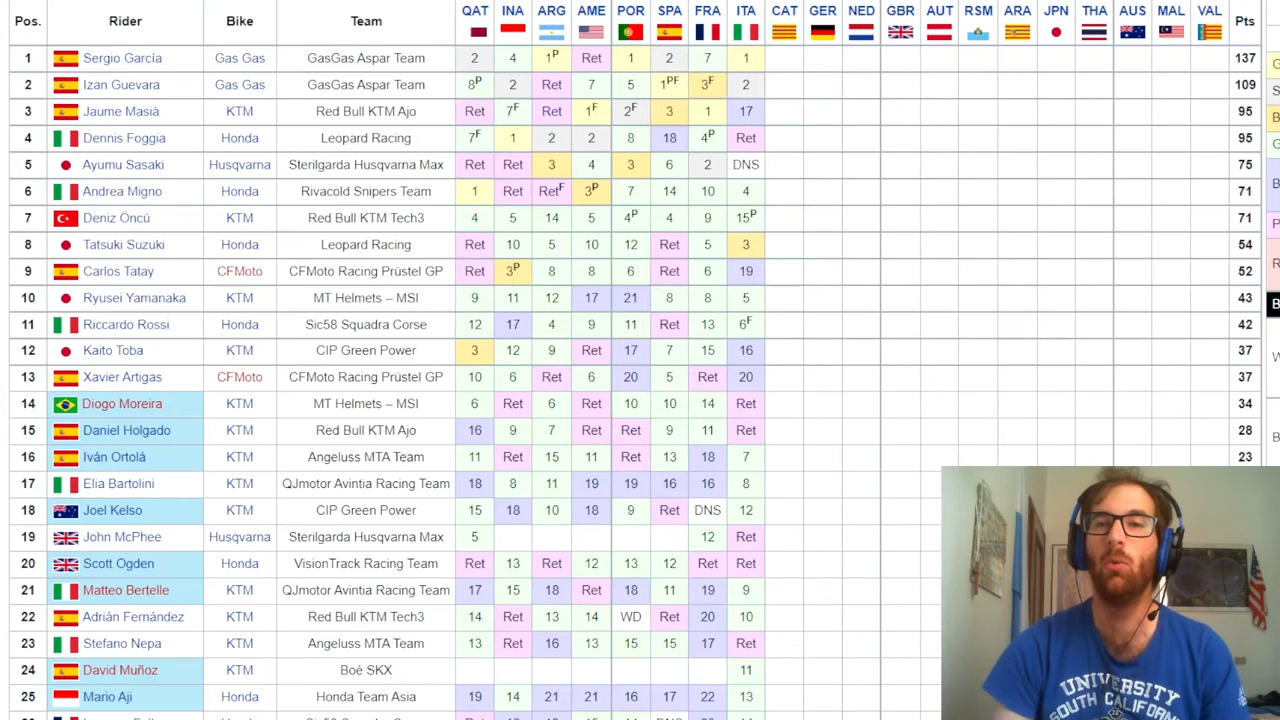 Pos. Rider Bike Team QAT INA ARG AME POR SPA FRA ITA CAT GER NED GBR AUT RSM ARA JPN THA AUS MAL VAL Pts
1 Sergio García Gas Gas GasGas Aspar Team 2 4 1P Ret 1 2 7 1 137
2 Izan Guevara Gas Gas GasGas Aspar Team 8P 2 Ret 7 5 1PF 3F 2 109
3 Jaume Masià KTM Red Bull KTM Ajo Ret 7F Ret 1F 2F 3 1 17 95
4 Dennis Foggia Honda Leopard Racing 7F 1 2 2 8 18 4P Ret 95
5 Ayumu Sasaki Husqvarna Sterilgarda Husqvarna Max Ret Ret 3 4 3 6 2 DNS 75
6 Andrea Migno Honda Rivacold Snipers Team 1 Ret RetF 3P 7 14 10 4 71
7 Deniz Öncü KTM Red Bull KTM Tech3 4 5 14 5 4P 4 9 15P 71
8 Tatsuki Suzuki Honda Leopard Racing Ret 10 5 10 12 Ret 5 3 54
9 Carlos Tatay CFMoto CFMoto Racing Prüstel GP Ret 3P 8 8 6 Ret 6 19 52
10 Ryusei Yamanaka KTM MT Helmets – MSI 9 11 12 17 21 8 8 5 43
11 Riccardo Rossi Honda Sic58 Squadra Corse 12 17 4 9 11 Ret 13 6F 42
12 Kaito Toba KTM CIP Green Power 3 12 9 Ret 17 7 15 16 37
13 Xavier Artigas CFMoto CFMoto Racing Prüstel GP 10 6 Ret 6 20 5 Ret 20 37
14 Diogo Moreira KTM MT Helmets – MSI 6 Ret 6 Ret 10 10 14 Ret 34
15 Daniel Holgado KTM Red Bull KTM Ajo 16 9 7 Ret Ret 9 11 Ret 28
16 Iván Ortolá KTM Angeluss MTA Team 11 Ret 15 11 Ret 13 18 7 23
17 Elia Bartolini KTM QJmotor Avintia Racing Team 18 8 11 19 19 16 16 8
18 Joel Kelso KTM CIP Green Power 15 18 10 18 9 Ret DNS 12
19 John McPhee Husqvarna Sterilgarda Husqvarna Max 5 12 Ret
20 Scott Ogden Honda VisionTrack Racing Team Ret 13 Ret 12 13 12 Ret Ret
21 Matteo Bertelle KTM QJmotor Avintia Racing Team 17 15 18 Ret 18 11 19 9
22 Adrián Fernández KTM Red Bull KTM Tech3 14 Ret 13 14 WD Ret 20 10
23 Stefano Nepa KTM Angeluss MTA Team 13 Ret 16 13 15 15 17 Ret
24 David Muñoz KTM Boé SKX 11
25 Mario Aji Honda Honda Team Asia 19 14 21 21 16 17 22 13
UNIVERSITY
SOUTH CALIFORN